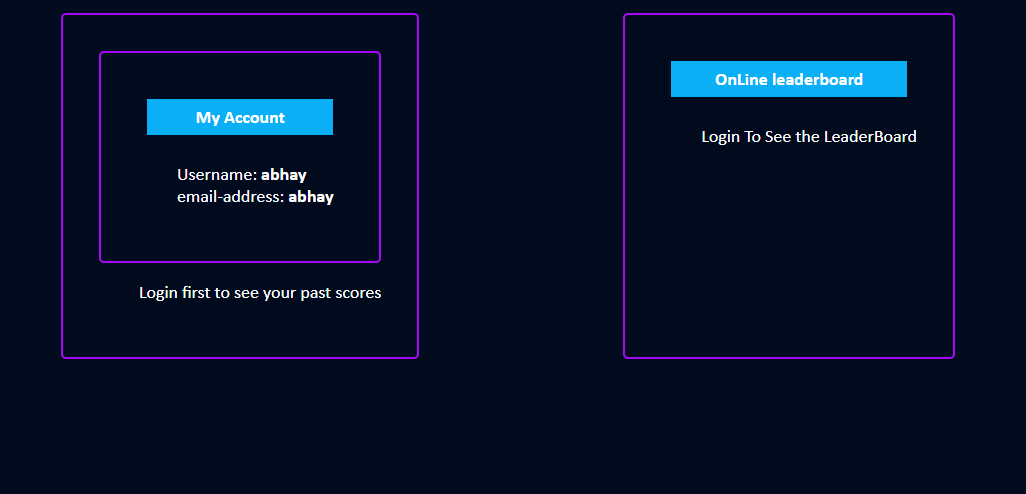 My Account
Username: abhay
email-address: abhay
Login first to see your past scores
OnLine leaderboard
Login To See the LeaderBoard